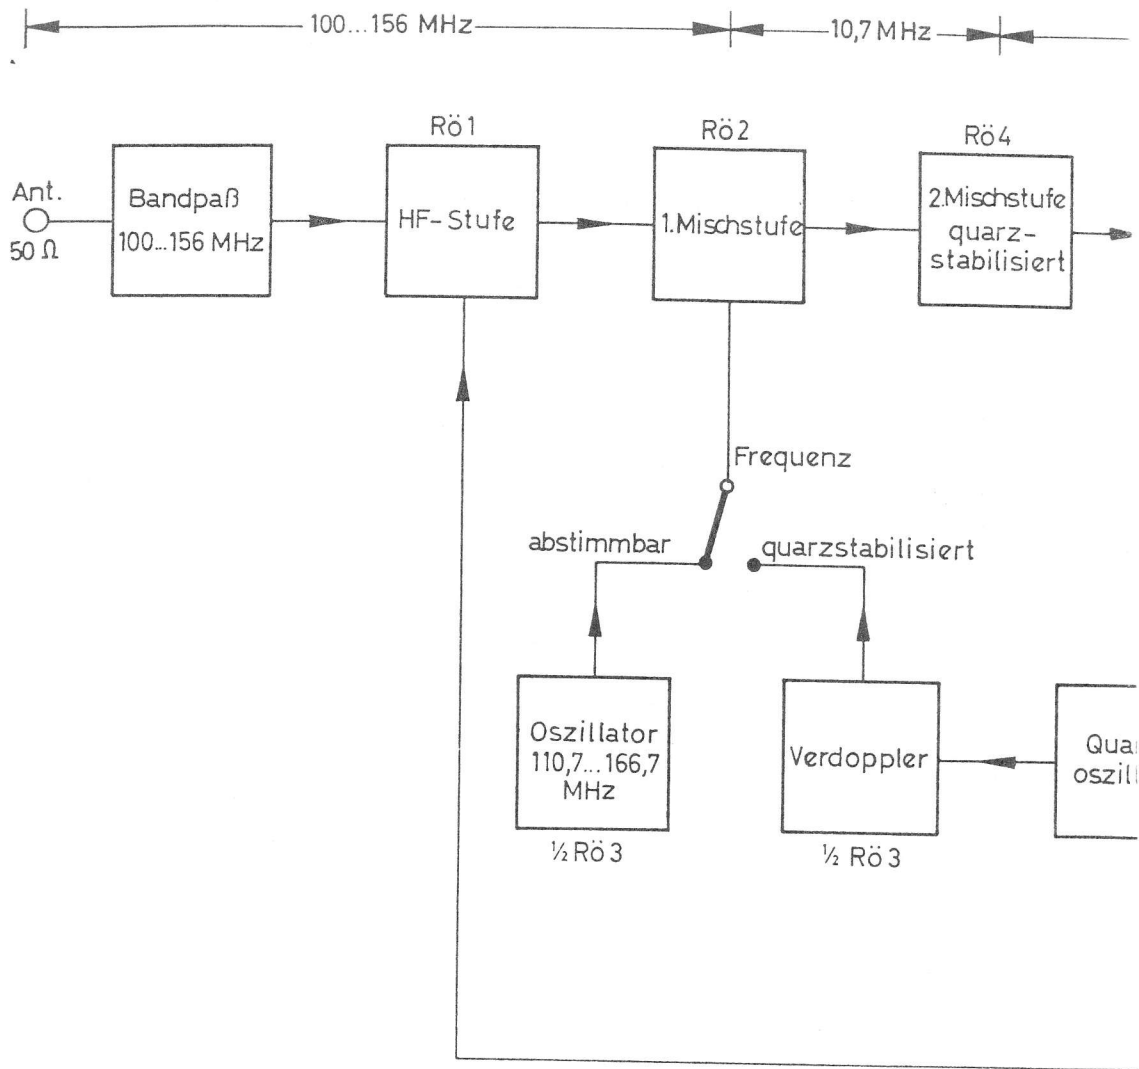 100...156 MHz
10,7 MHz
Rö1
Rö2
Rö4
Ant.
50 Ω
Bandpaß
100...156 MHz
HF-Stufe
1.Mischstufe
2.Mischstufe
quarz-
stabilisiert
Frequenz
abstimmbar
quarzstabilisiert
Oszillator
110,7...166,7
MHz
½ Rö3
Verdoppler
½ Rö3